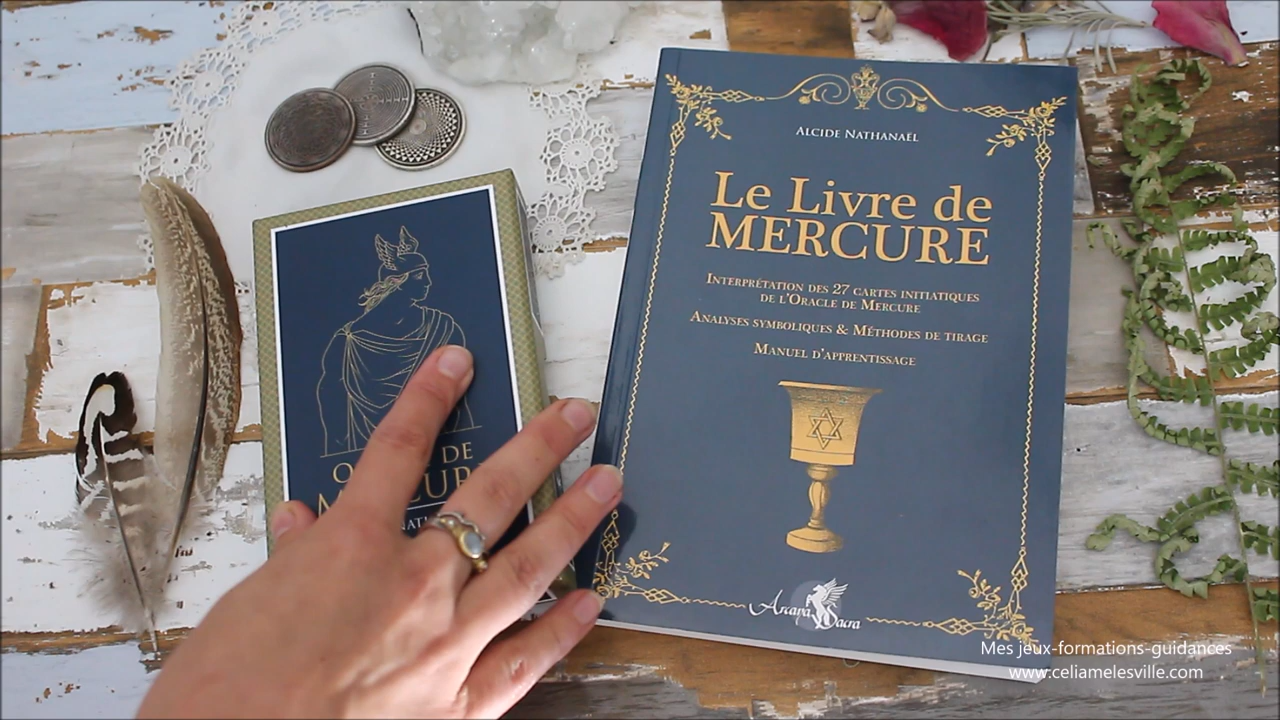 ALCIDE NATHANAËL
Le Livre de
MERCURE
INTERPRÉTATION DES 27 CARTES INITIATIQUES
DE L'ORACLE DE MERCURE
ANALYSES SYMBOLIQUES & MÉTHODES DE TIRAGE
MANUEL D'APPRENTISSAGE
Arcana Sacra
DE
Mes jeux-formations-guidances
www.celiamelesville.com